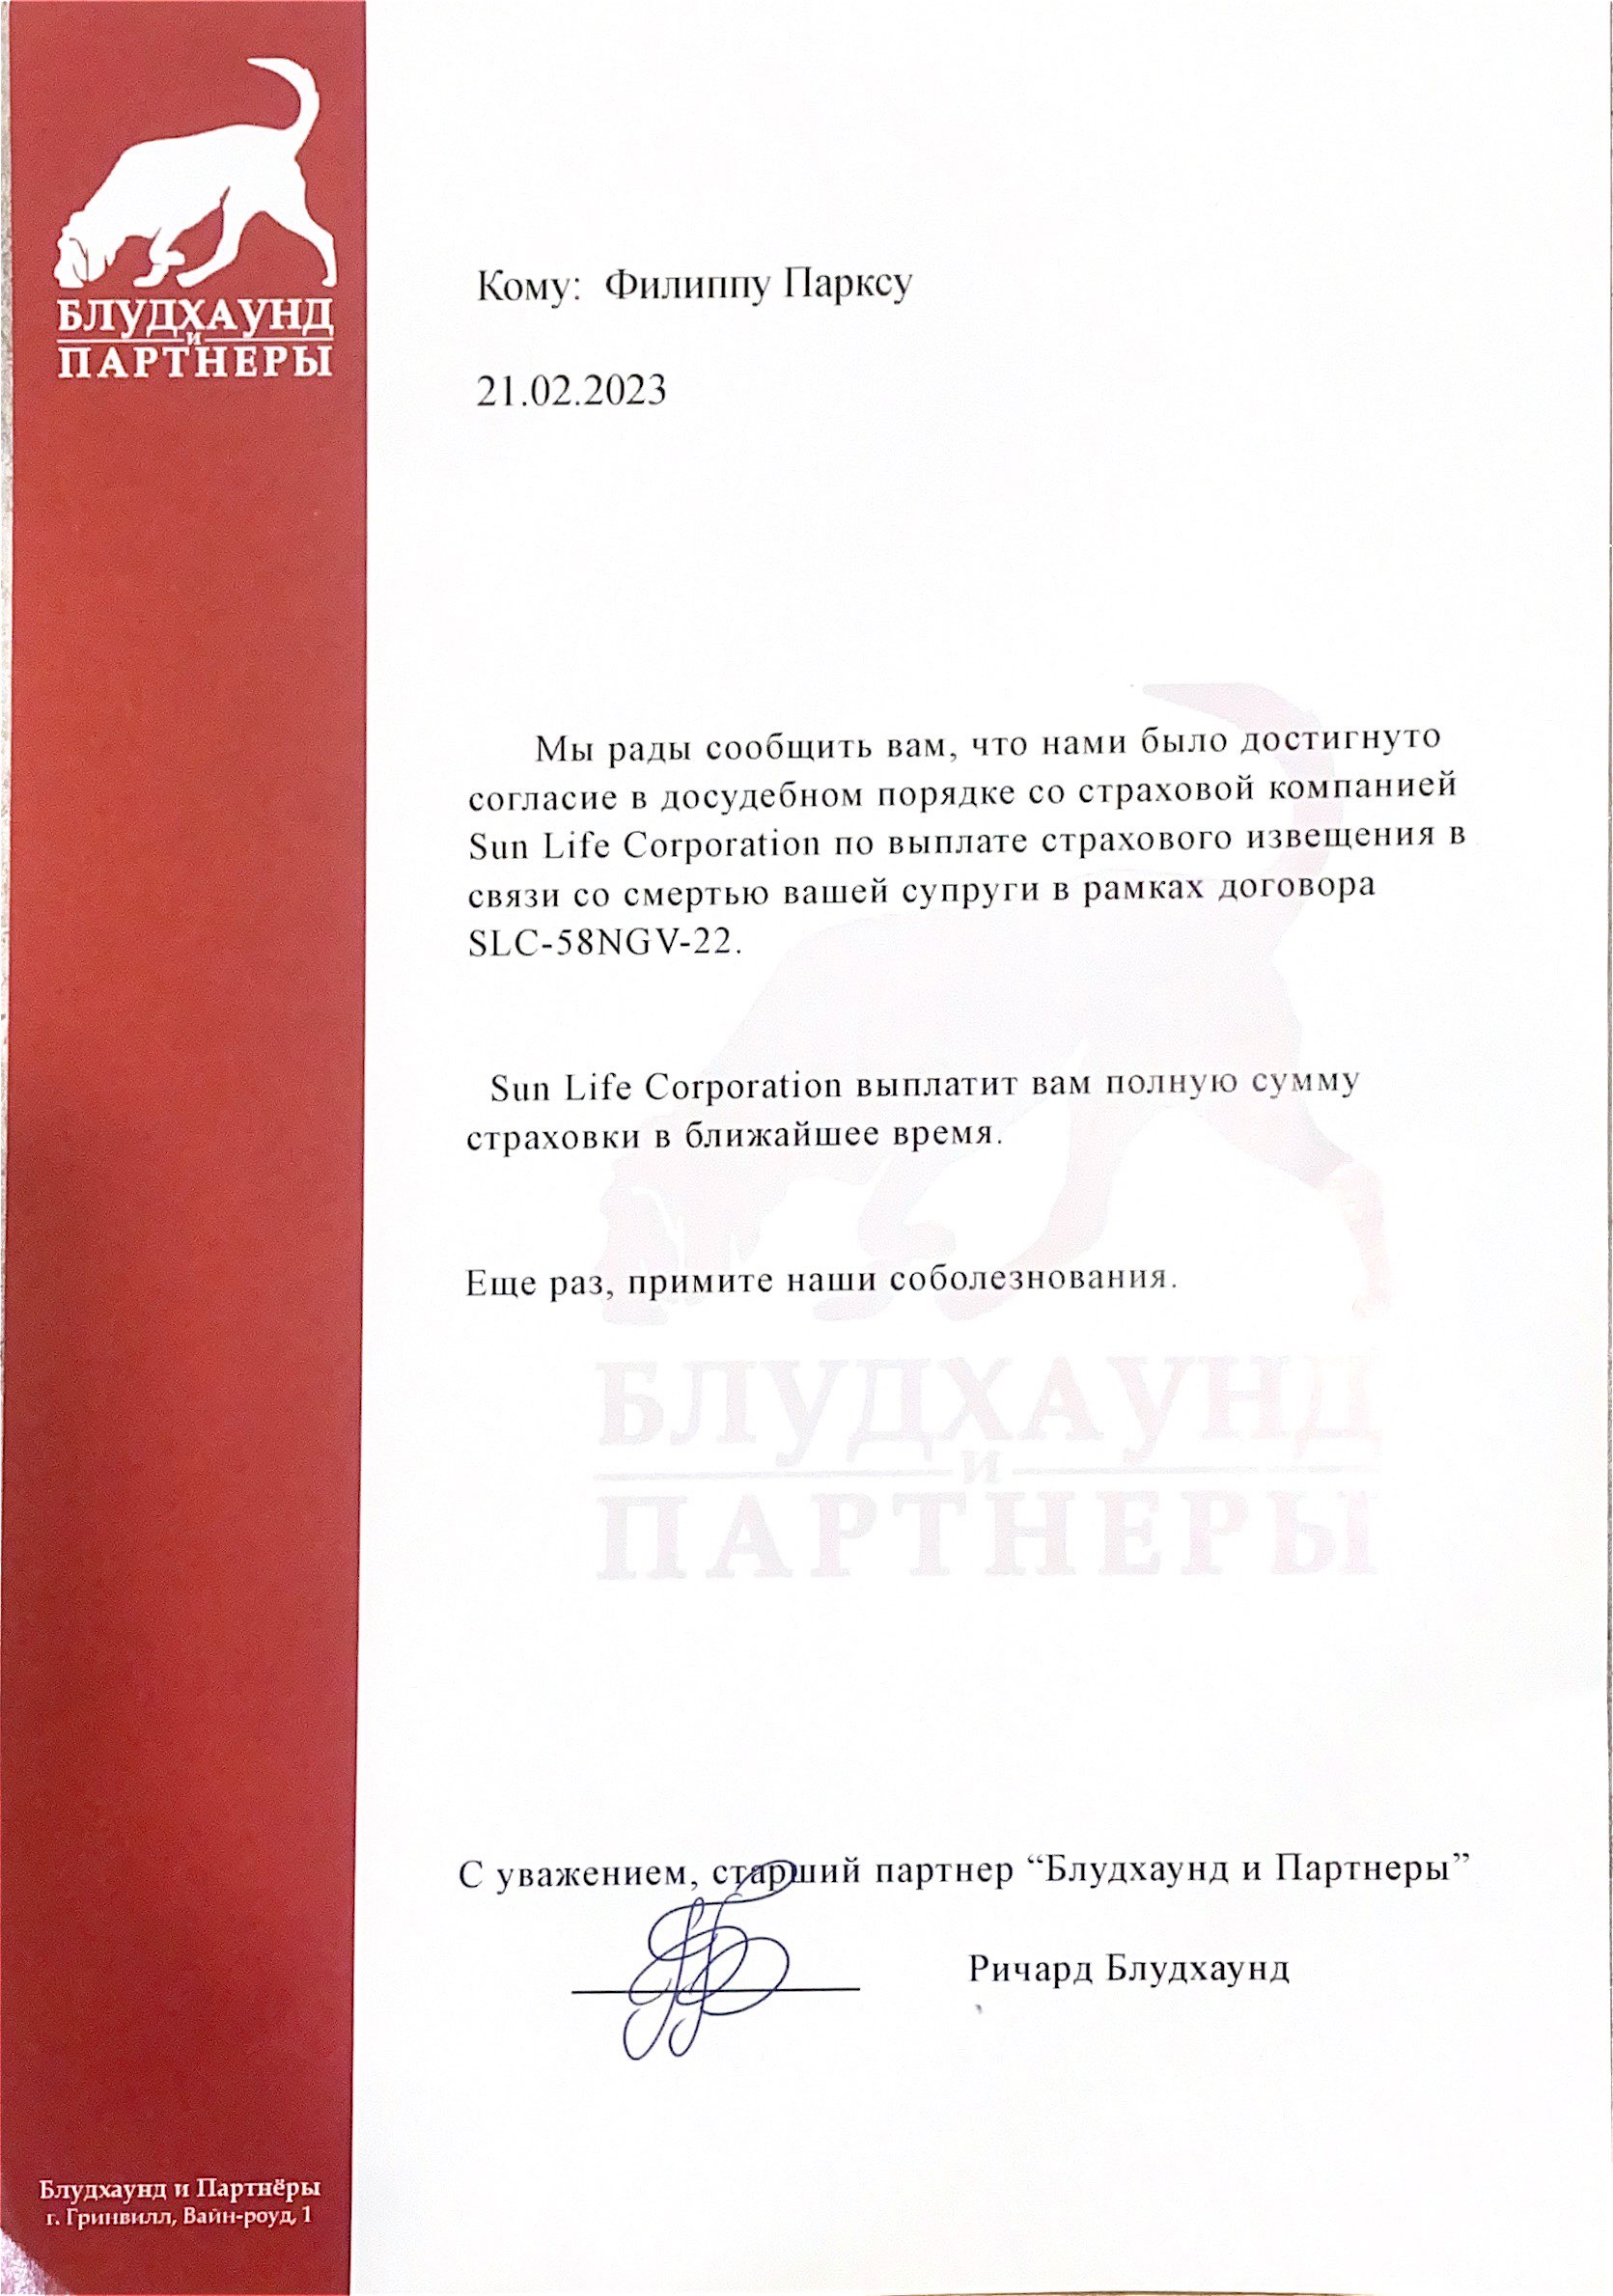 БЛУДХАУНД
И
ПАРТНЕРЫ
Кому: Филиппу Парксу
21.02.2023
Мы рады сообщить вам, что нами было достигнуто
согласие в досудебном порядке со страховой компанией
Sun Life Corporation по выплате страхового извещения в
связи со смертью вашей супруги в рамках договора
SLC-58NGV-22.
Sun Life Corporation выплатит вам полную сумму
страховки в ближайшее время.
Еще раз, примите наши соболезнования.
БЛУДХАУНД
И
ПАРТНЕРЫ
С уважением, старший партнер “Блудхаунд и Партнеры”
Ричард Блудхаунд
Блудхаунд и Партнёры
г. Гринвилл, Вайн-роуд, 1